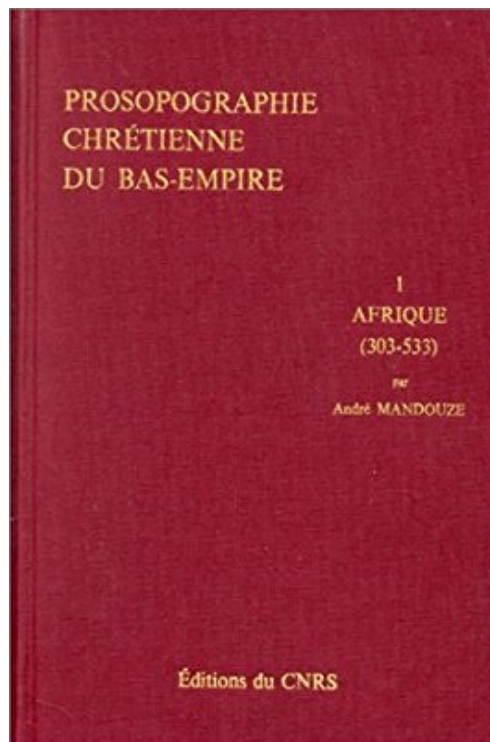 PROSOPOGRAPHIE
CHRÉTIENNE
DU BAS-EMPIRE
1
AFRIQUE
(303-533)
par
André MANDOUZE
Éditions du CNRS